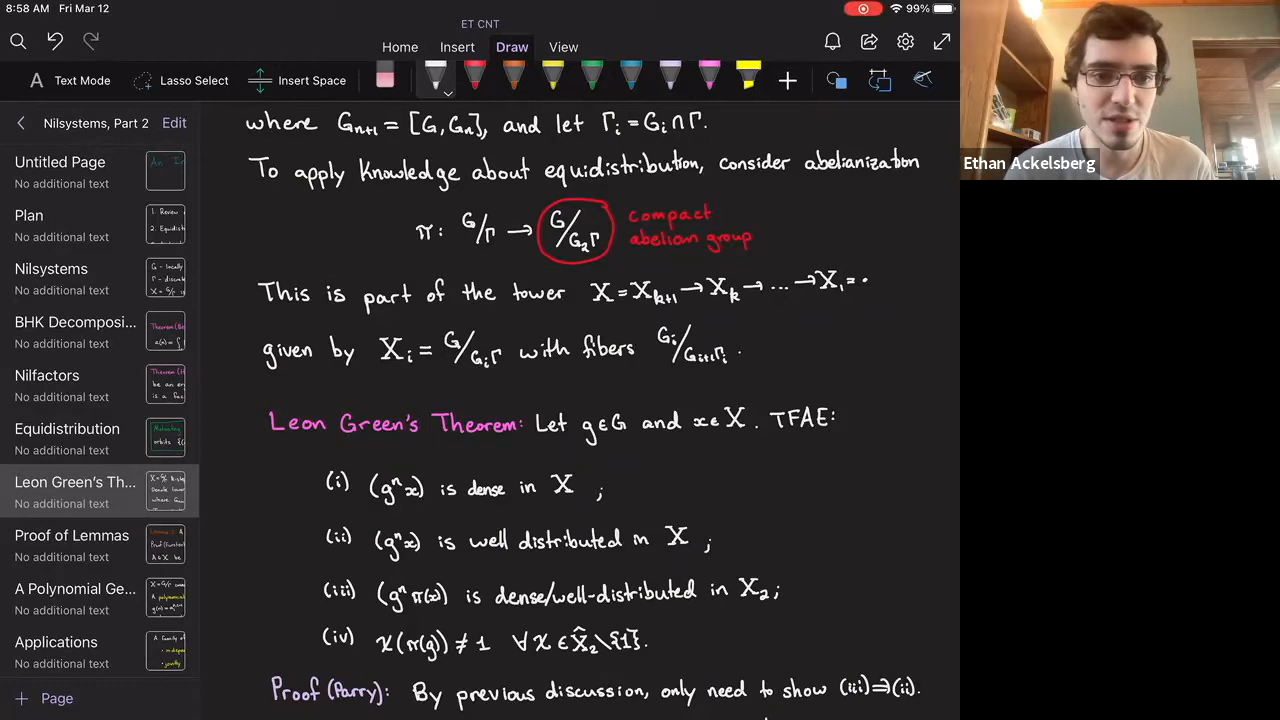 8:58 AM Fri Mar 12
99%
ET CNT
Home Insert Draw View
Text Mode
Lasso Select
Insert Space
Nilsystems, Part 2 Edit
Untitled Page
No additional text
Plan
No additional text
Nilsystems
No additional text
BHK Decomposi...
No additional text
Nilfactors
No additional text
Equidistribution
No additional text
Leon Green's Th...
No additional text
Proof of Lemmas
No additional text
A Polynomial Ge...
No additional text
Applications
No additional text
Page
where Gn+1 = [G, Gn], and let Γi = Gi ∩ Γ.
To apply knowledge about equidistribution, consider abelianization
π: G/Γ → G/G2Γ compact
abelian group
This is part of the tower X = Xk+1 → Xk → ... → X1 = •
given by Xi = G/GiΓ with fibers Gi/Gi+1Γi .
Leon Green's Theorem: Let g∈G and x∈X. TFAE:
(i) (gⁿx) is dense in X ;
(ii) (gⁿx) is well distributed in X ;
(iii) (gⁿ π(x)) is dense/well-distributed in X2;
(iv) χ(π(g)) ≠ 1 ∀χ ∈ X̂2\{1}.
Proof (Parry): By previous discussion, only need to show (iii)⇒(ii).
Ethan Ackelsberg